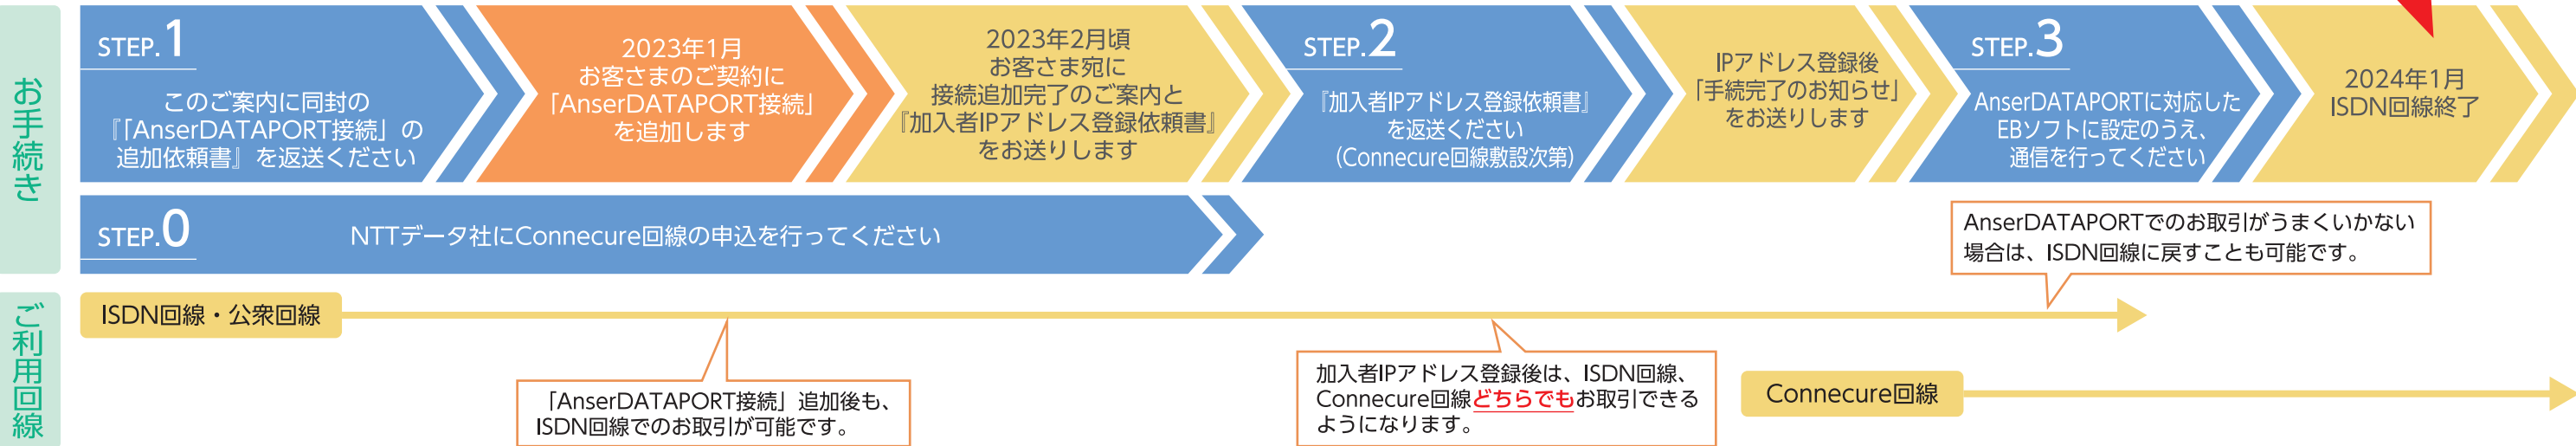 お手続き
STEP.1
このご案内に同封の
『「AnserDATAPORT接続」の
追加依頼書』を返送ください
2023年1月
お客さまのご契約に
「AnserDATAPORT接続」
を追加します
2023年2月頃
お客さま宛に
接続追加完了のご案内と
『加入者IPアドレス登録依頼書』
をお送りします
STEP.2
『加入者IPアドレス登録依頼書』
を返送ください
（Connecure回線敷設次第）
IPアドレス登録後
「手続完了のお知らせ」
をお送りします
STEP.3
AnserDATAPORTに対応した
EBソフトに設定のうえ、
通信を行ってください
2024年1月
ISDN回線終了
STEP.0
NTTデータ社にConnecure回線の申込を行ってください
AnserDATAPORTでのお取引がうまくいかない
場合は、ISDN回線に戻すことも可能です。
ご利用回線
ISDN回線・公衆回線
「AnserDATAPORT接続」追加後も、
ISDN回線でのお取引が可能です。
加入者IPアドレス登録後は、ISDN回線、
Connecure回線どちらでもお取引できる
ようになります。
Connecure回線